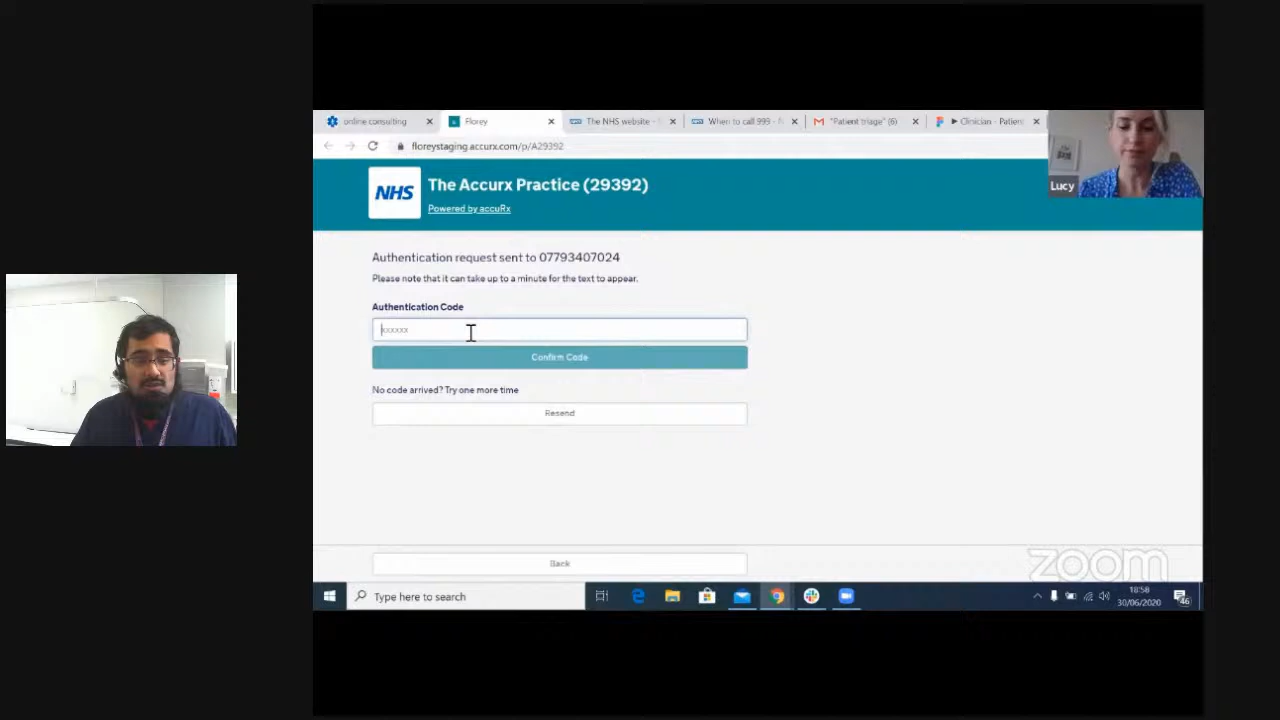 online consulting
Florey
The NHS website -
When to call 999 - N
"Patient triage" (6)
Clinician - Patient
floreystaging.accurx.com/p/A29392
Lucy
NHS
The Accurx Practice (29392)
Powered by accuRx
Authentication request sent to 07793407024
Please note that it can take up to a minute for the text to appear.
Authentication Code
xxxxxx
Confirm Code
No code arrived? Try one more time
Resend
Back
zoom
Type here to search
18:58
30/06/2020
46